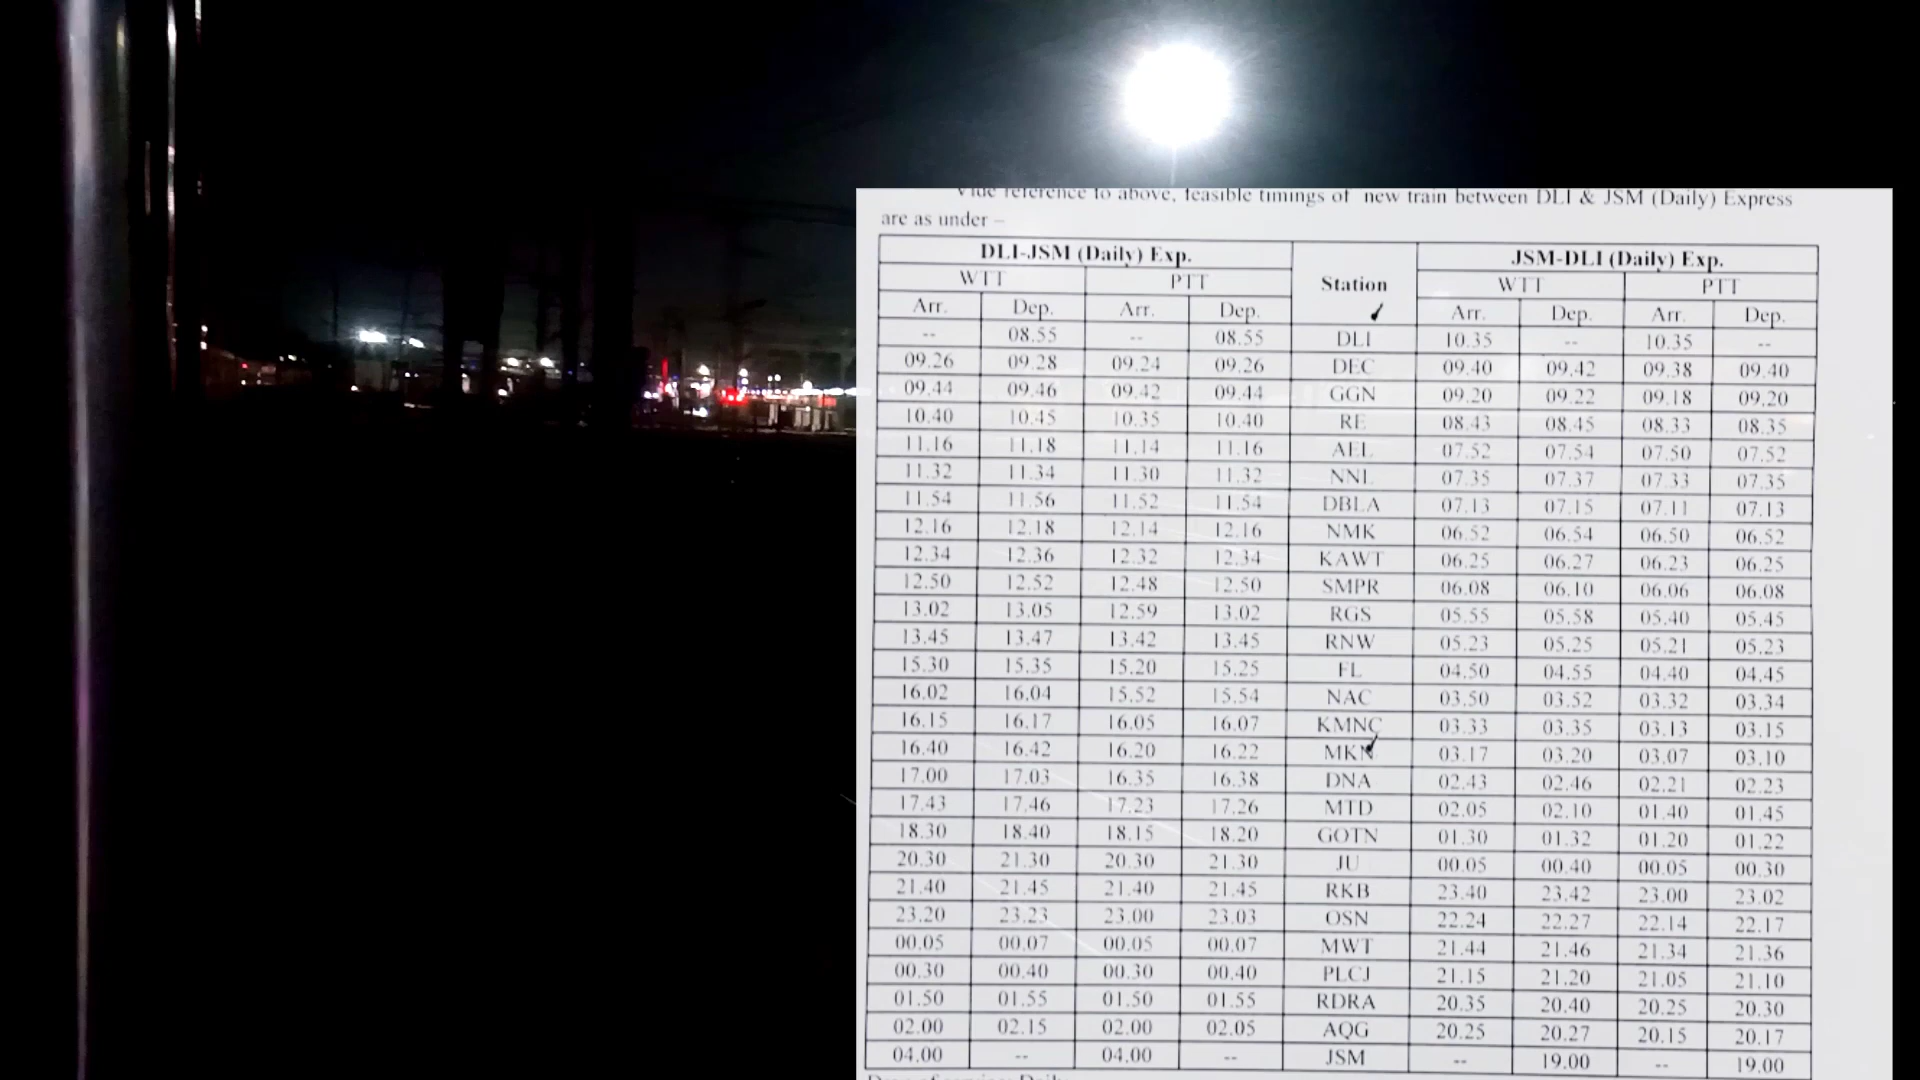 Vide reference to above, feasible timings of new train between DLI & JSM (Daily) Express
are as under –
DLI-JSM (Daily) Exp. Station JSM-DLI (Daily) Exp.
WTT PTT WTT PTT
Arr. Dep. Arr. Dep. Arr. Dep. Arr. Dep.
-- 08.55 -- 08.55 DLI 10.35 -- 10.35 --
09.26 09.28 09.24 09.26 DEC 09.40 09.42 09.38 09.40
09.44 09.46 09.42 09.44 GGN 09.20 09.22 09.18 09.20
10.40 10.45 10.35 10.40 RE 08.43 08.45 08.33 08.35
11.16 11.18 11.14 11.16 AEL 07.52 07.54 07.50 07.52
11.32 11.34 11.30 11.32 NNL 07.35 07.37 07.33 07.35
11.54 11.56 11.52 11.54 DBLA 07.13 07.15 07.11 07.13
12.16 12.18 12.14 12.16 NMK 06.52 06.54 06.50 06.52
12.34 12.36 12.32 12.34 KAWT 06.25 06.27 06.23 06.25
12.50 12.52 12.48 12.50 SMPR 06.08 06.10 06.06 06.08
13.02 13.05 12.59 13.02 RGS 05.55 05.58 05.40 05.45
13.45 13.47 13.42 13.45 RNW 05.23 05.25 05.21 05.23
15.30 15.35 15.20 15.25 FL 04.50 04.55 04.40 04.45
16.02 16.04 15.52 15.54 NAC 03.50 03.52 03.32 03.34
16.15 16.17 16.05 16.07 KMNC 03.33 03.35 03.13 03.15
16.40 16.42 16.20 16.22 MKN 03.17 03.20 03.07 03.10
17.00 17.03 16.35 16.38 DNA 02.43 02.46 02.21 02.23
17.43 17.46 17.23 17.26 MTD 02.05 02.10 01.40 01.45
18.30 18.40 18.15 18.20 GOTN 01.30 01.32 01.20 01.22
20.30 21.30 20.30 21.30 JU 00.05 00.40 00.05 00.30
21.40 21.45 21.40 21.45 RKB 23.40 23.42 23.00 23.02
23.20 23.23 23.00 23.03 OSN 22.24 22.27 22.14 22.17
00.05 00.07 00.05 00.07 MWT 21.44 21.46 21.34 21.36
00.30 00.40 00.30 00.40 PLCJ 21.15 21.20 21.05 21.10
01.50 01.55 01.50 01.55 RDRA 20.35 20.40 20.25 20.30
02.00 02.15 02.00 02.05 AQG 20.25 20.27 20.15 20.17
04.00 -- 04.00 -- JSM -- 19.00 -- 19.00